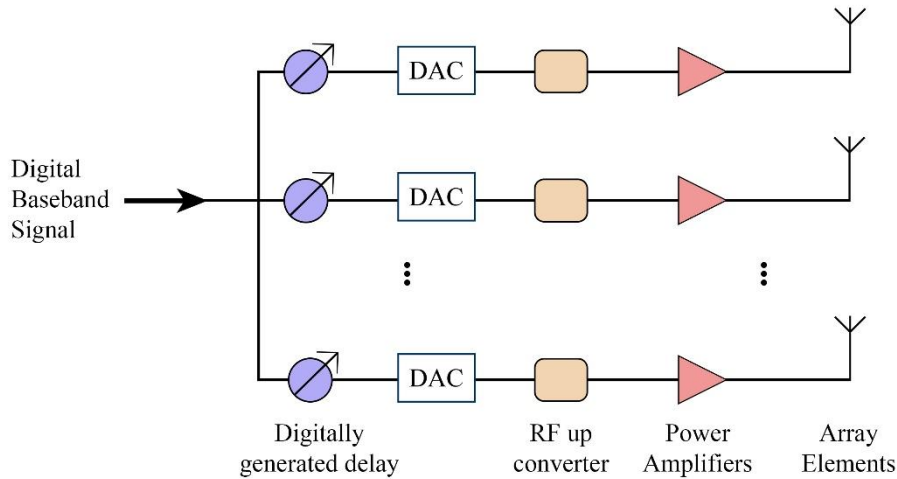 DAC
Digital
Baseband
Signal
DAC
DAC
Digitally
generated delay
RF up
converter
Power
Amplifiers
Array
Elements